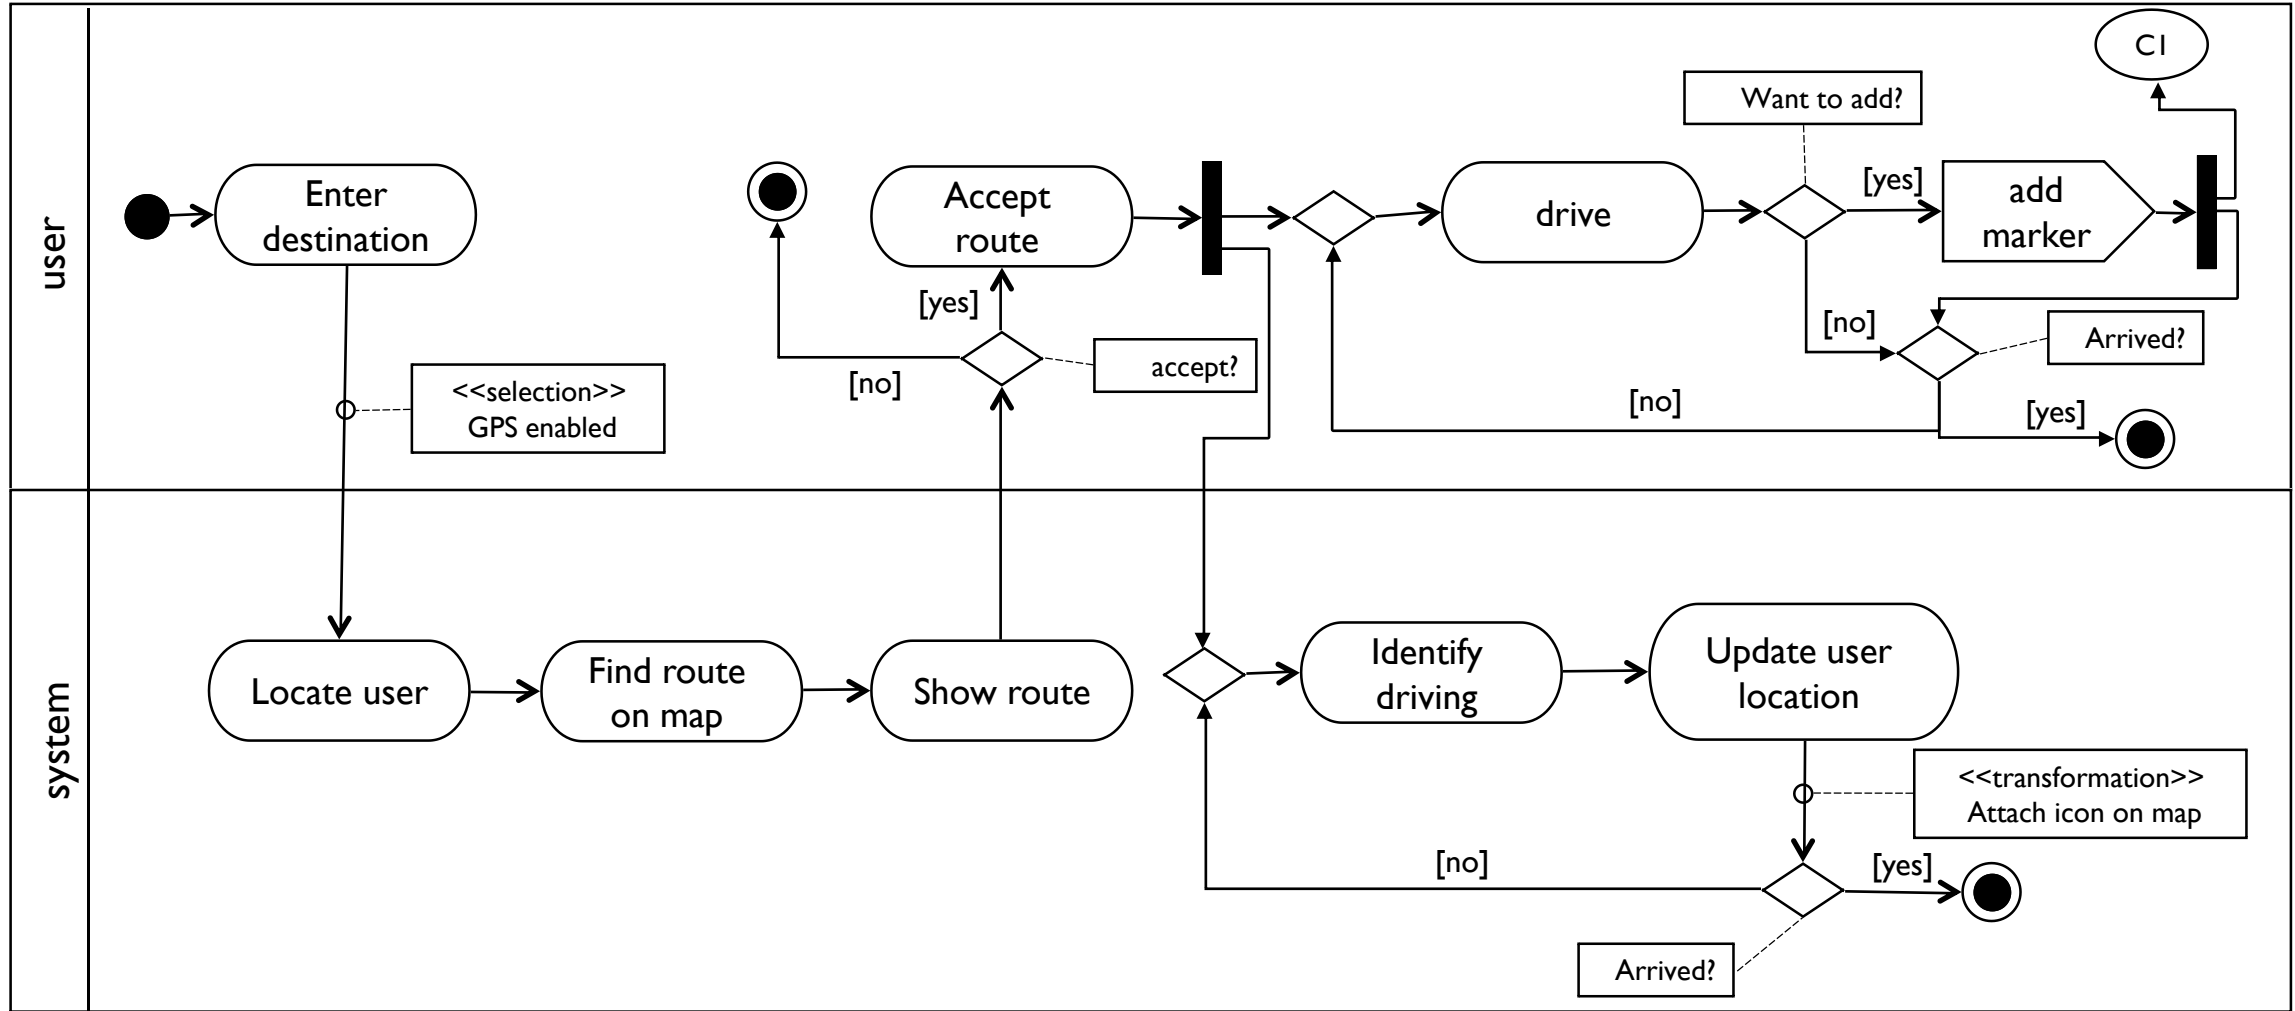 user
C1
Want to add?
Enter
destination
Accept
route
drive
[yes]
add
marker
[yes]
[no]
accept?
[no]
Arrived?
<<selection>>
GPS enabled
[no]
[yes]
system
Locate user
Find route
on map
Show route
Identify
driving
Update user
location
<<transformation>>
Attach icon on map
[no]
[yes]
Arrived?